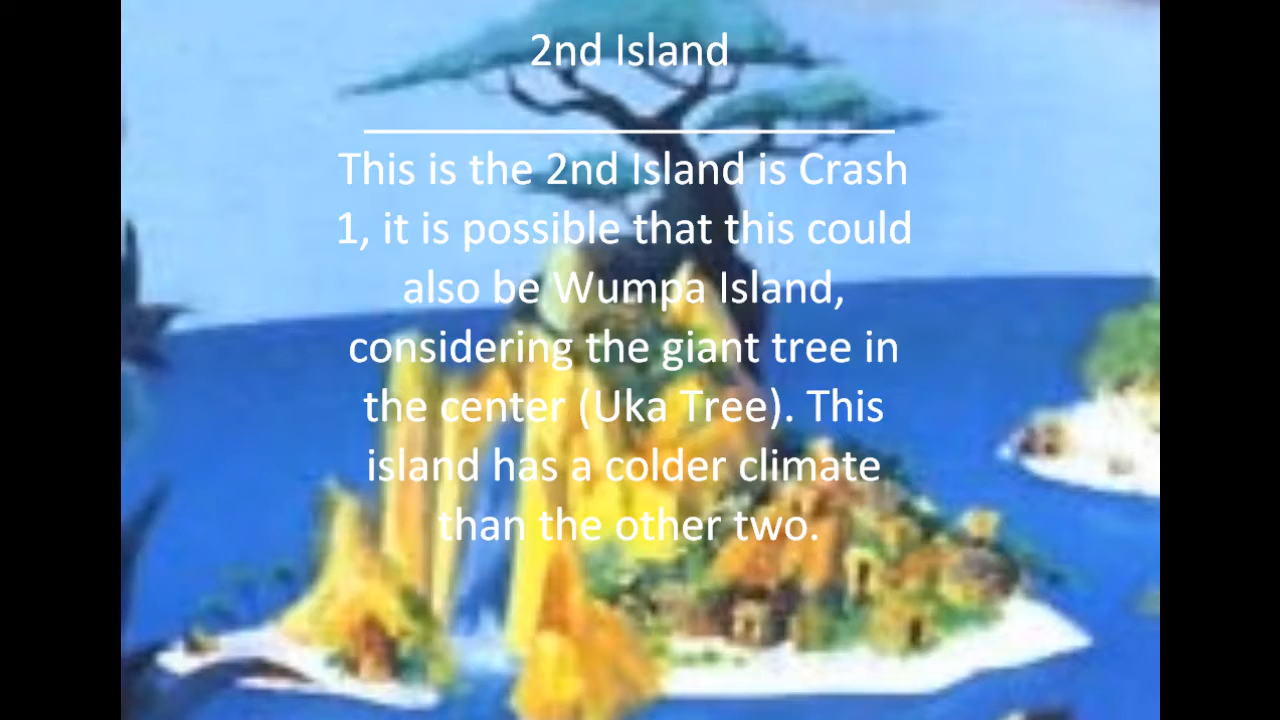 2nd Island
This is the 2nd Island is Crash
1, it is possible that this could
also be Wumpa Island,
considering the giant tree in
the center (Uka Tree). This
island has a colder climate
than the other two.